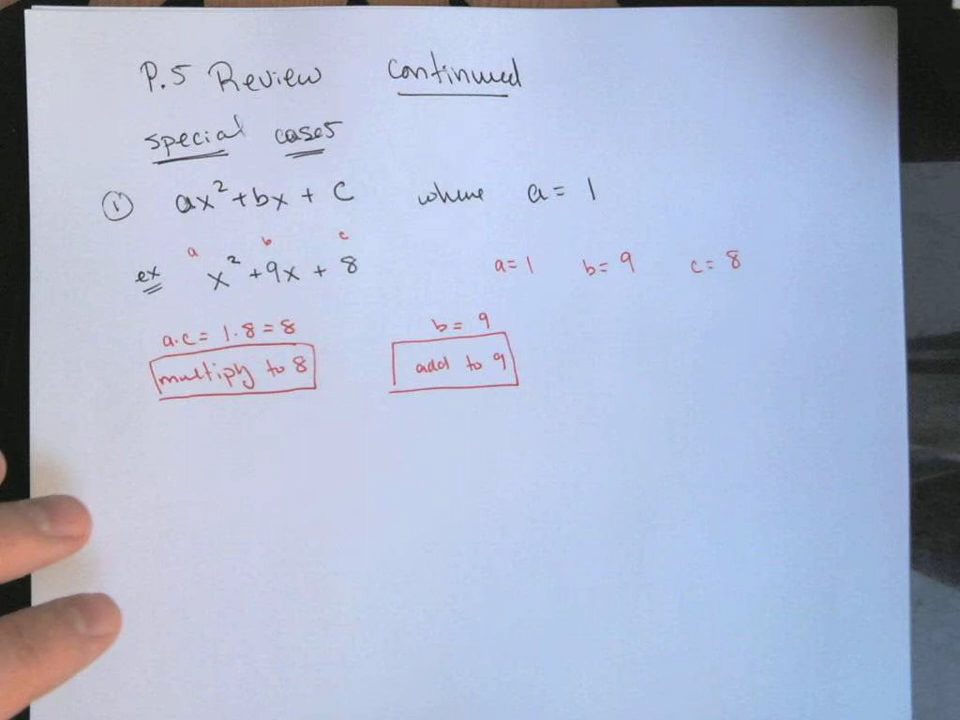 P.5 Review continued
special cases
① ax² + bx + c where a = 1
a b c
ex x² + 9x + 8 a = 1 b = 9 c = 8
a·c = 1·8 = 8 b = 9
multiply to 8 add to 9